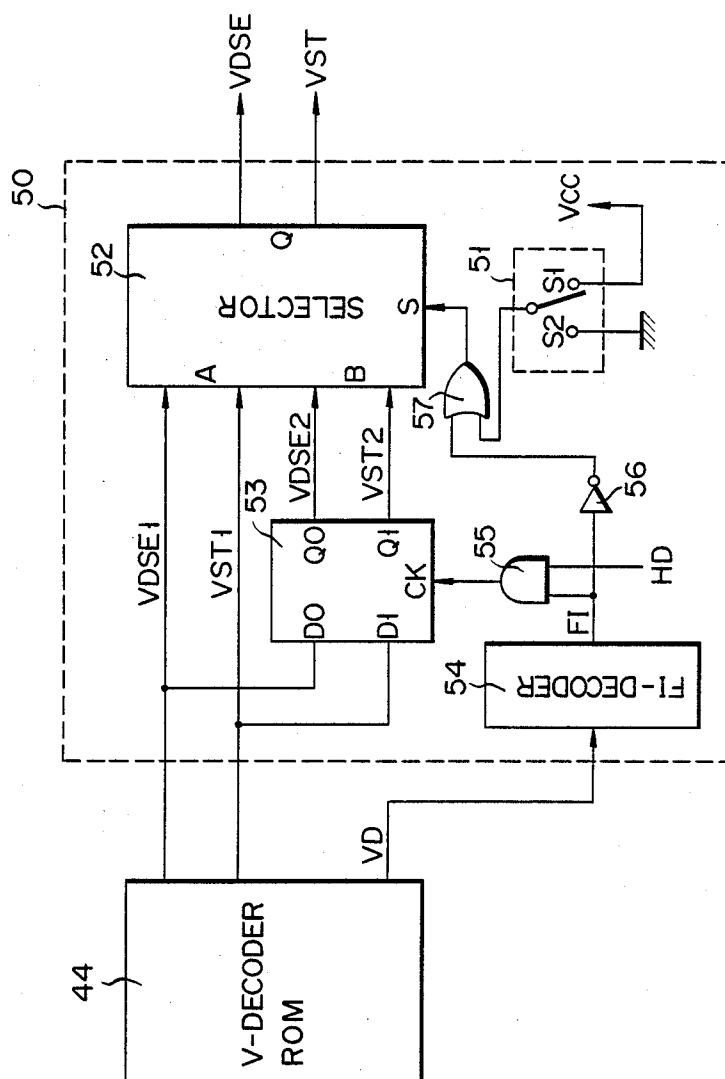 50
52
VDSE
VST
SELECTOR
Q
A
B
S
VCC
51
S1
S2
57
VDSE1
VST1
VDSE2
VST2
53
D0
Q0
D1
Q1
CK
55
56
HD
FI
54
FI-DECODER
VD
44
V-DECODER
ROM